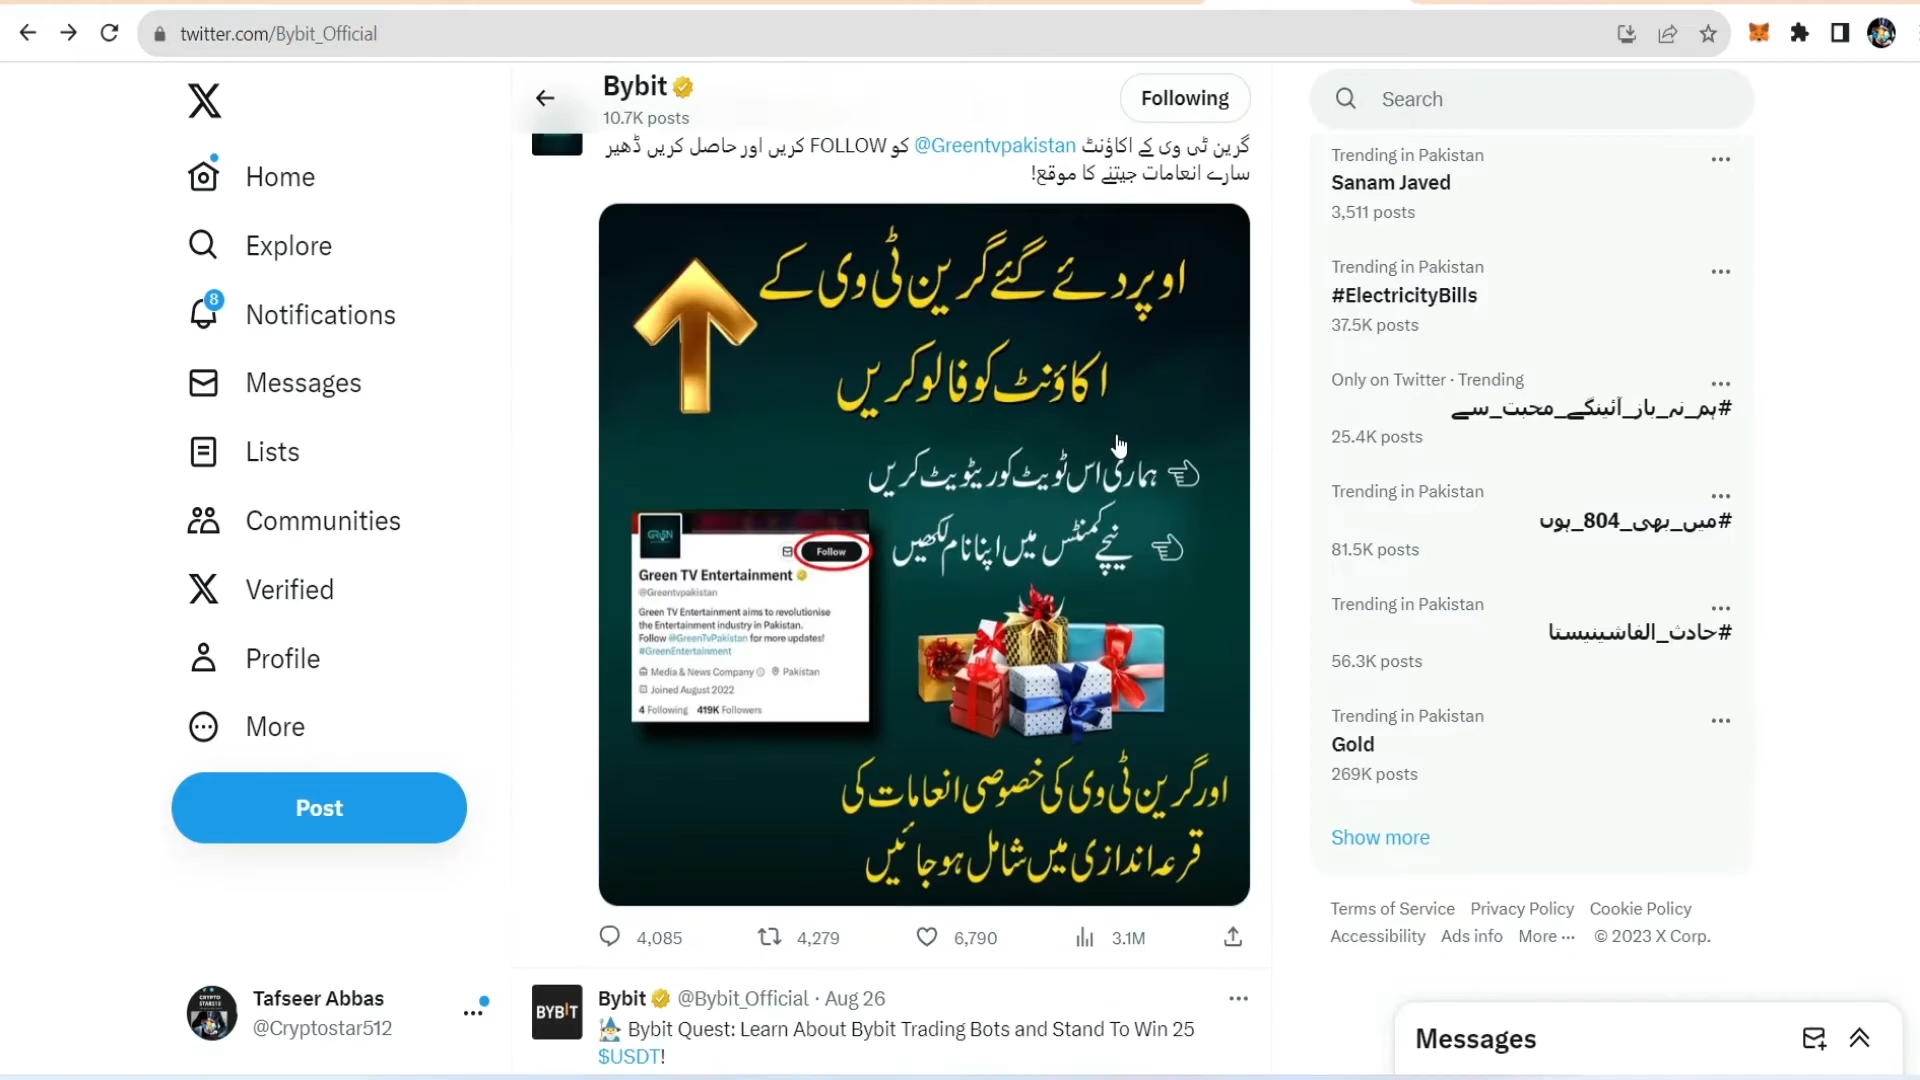 twitter.com/Bybit_Official
Home
Explore
8
Notifications
Messages
Lists
Communities
Verified
Profile
More
Post
Tafseer Abbas
@Cryptostar512
Bybit
10.7K posts
Following
گرین ٹی وی کے اکاؤنٹ @Greentvpakistan کو FOLLOW کریں اور حاصل کریں ڈھیر
سارے انعامات جیتنے کا موقع!
اوپر دئے گئے گرین ٹی وی کے
اکاؤنٹ کو فالو کریں
ہماری اس ٹویٹ کو ریٹویٹ کریں
نیچے کمنٹس میں اپنا نام لکھیں
GREEN
Follow
Green TV Entertainment
@Greentvpakistan
Green TV Entertainment aims to revolutionise
the Entertainment industry in Pakistan.
Follow @GreenTvPakistan for more updates!
#GreenEntertainment
Media & News Company
Pakistan
Joined August 2022
4 Following 419K Followers
اور گرین ٹی وی کی خصوصی انعامات کی
قرعہ اندازی میں شامل ہو جائیں
4,085
4,279
6,790
3.1M
BYBIT
Bybit @Bybit_Official · Aug 26
Bybit Quest: Learn About Bybit Trading Bots and Stand To Win 25
$USDT!
Search
Trending in Pakistan
Sanam Javed
3,511 posts
Trending in Pakistan
#ElectricityBills
37.5K posts
Only on Twitter · Trending
#ہم_نہ_باز_آئینگے_محبت_سے
25.4K posts
Trending in Pakistan
#میں_بھی_804_ہوں
81.5K posts
Trending in Pakistan
#حادث_الفاشينيستا
56.3K posts
Trending in Pakistan
Gold
269K posts
Show more
Terms of Service Privacy Policy Cookie Policy
Accessibility Ads info More ··· © 2023 X Corp.
Messages